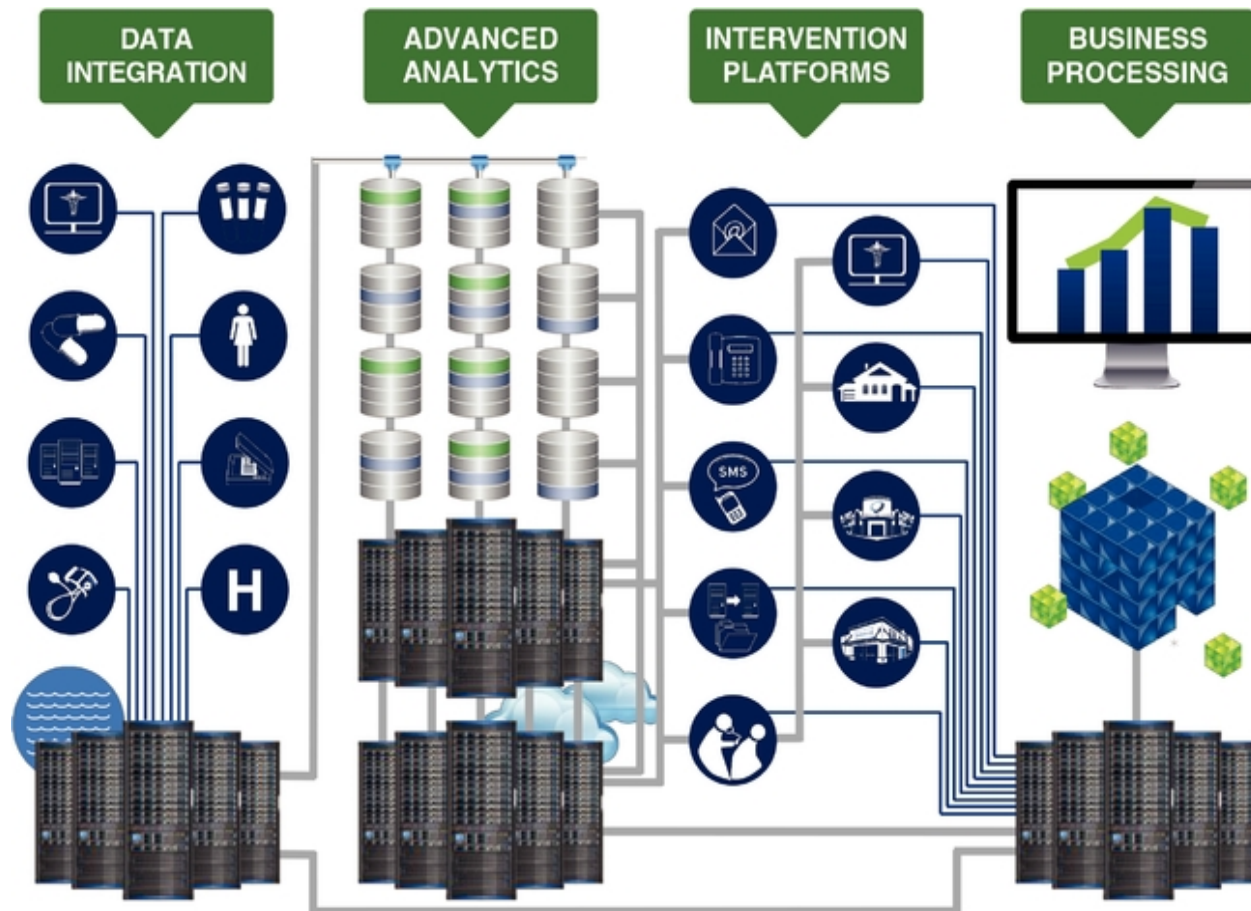 DATA
INTEGRATION
ADVANCED
ANALYTICS
INTERVENTION
PLATFORMS
BUSINESS
PROCESSING
SMS
H